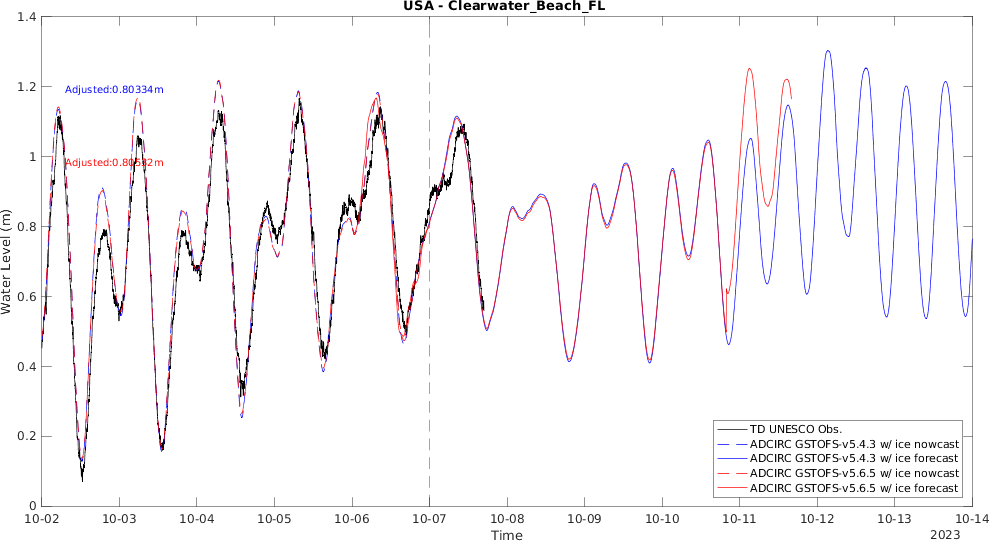 USA - Clearwater_Beach_FL
1.4
1.2
1
0.8
0.6
0.4
0.2
0
Water Level (m)
Adjusted:0.80334m
Adjusted:0.80532m
TD UNESCO Obs.
ADCIRC GSTOFS-v5.4.3 w/ ice nowcast
ADCIRC GSTOFS-v5.4.3 w/ ice forecast
ADCIRC GSTOFS-v5.6.5 w/ ice nowcast
ADCIRC GSTOFS-v5.6.5 w/ ice forecast
10-02 10-03 10-04 10-05 10-06 10-07 10-08 10-09 10-10 10-11 10-12 10-13 10-14
Time
2023